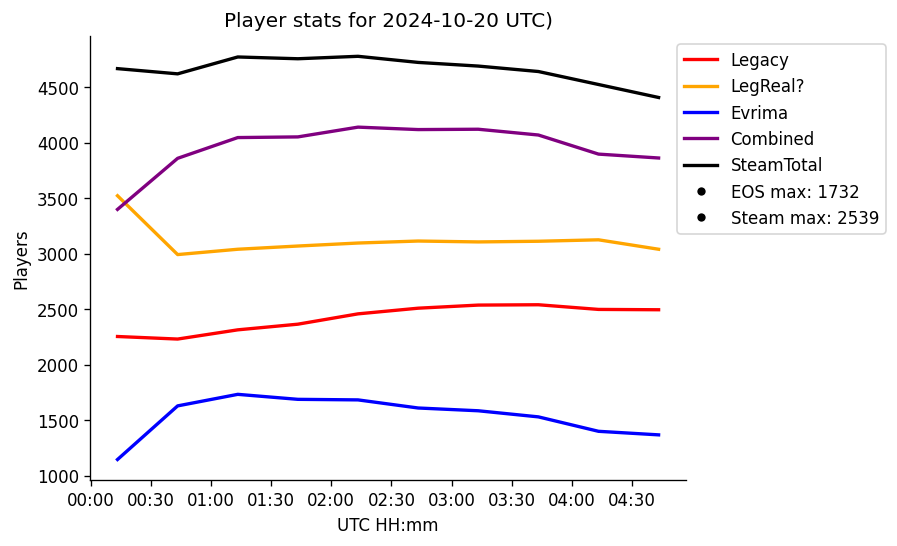 Player stats for 2024-10-20 UTC)
Legacy
LegReal?
Evrima
Combined
SteamTotal
EOS max: 1732
Steam max: 2539
Players
4500
4000
3500
3000
2500
2000
1500
1000
00:00 00:30 01:00 01:30 02:00 02:30 03:00 03:30 04:00 04:30
UTC HH:mm